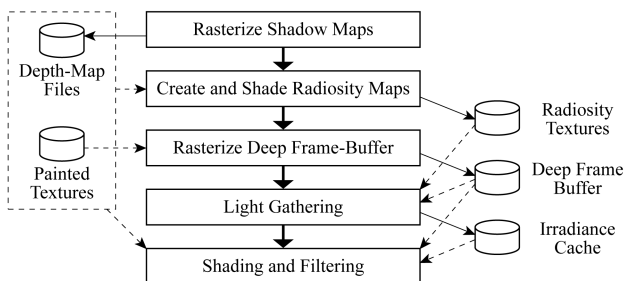 Rasterize Shadow Maps
Depth-Map
Files
Create and Shade Radiosity Maps
Radiosity
Textures
Rasterize Deep Frame-Buffer
Painted
Textures
Deep Frame
Buffer
Light Gathering
Irradiance
Cache
Shading and Filtering